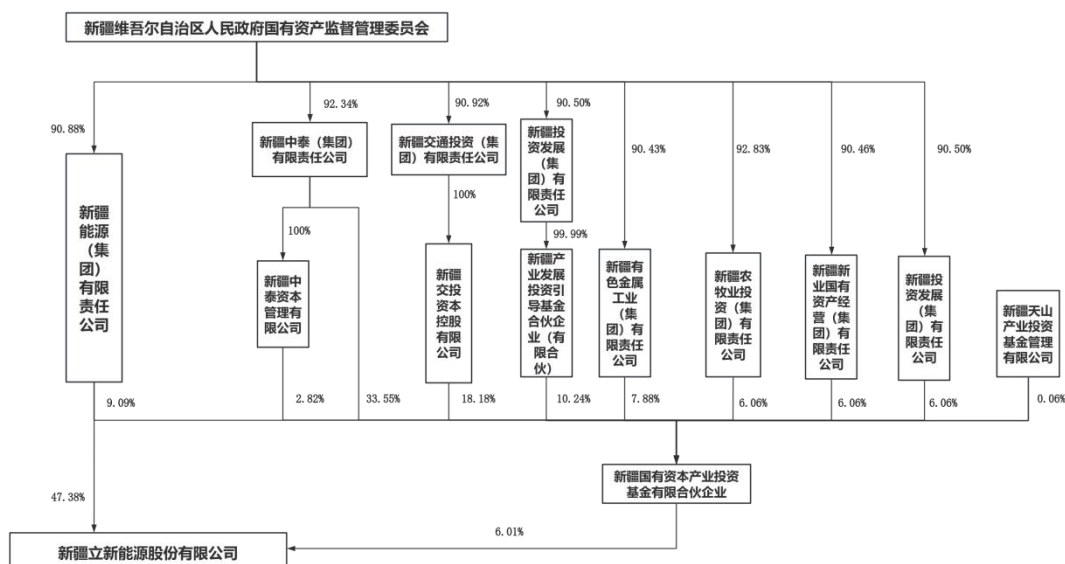 新疆维吾尔自治区人民政府国有资产监督管理委员会
90.88%
92.34%
90.92%
90.50%
90.43%
92.83%
90.46%
90.50%
新疆中泰（集团）
有限责任公司
新疆交通投资（集
团）有限责任公司
新疆投
资发展
（集
团）有
限责任
公司
100%
100%
99.99%
新疆
能源
（集
团）有
限责任
公司
新疆中
泰资本
管理有
限公司
新疆
交投资
本控股
有限公
司
新疆产
业发展
投资引
导基金
合伙企
业（有
限合
伙）
新疆有
色金属
工业
（集
团）有
限责任
公司
新疆农
牧业投
资（集
团）有
限责任
公司
新疆新
业国有
资产经
营（集
团）有
限责任
公司
新疆投
资发展
（集
团）有
限责任
公司
新疆天山
产业投资
基金管理
有限公司
9.09%
2.82%
33.55%
18.18%
10.24%
7.88%
6.06%
6.06%
6.06%
0.06%
新疆国有资本产业投资
基金有限合伙企业
47.38%
6.01%
新疆立新能源股份有限公司